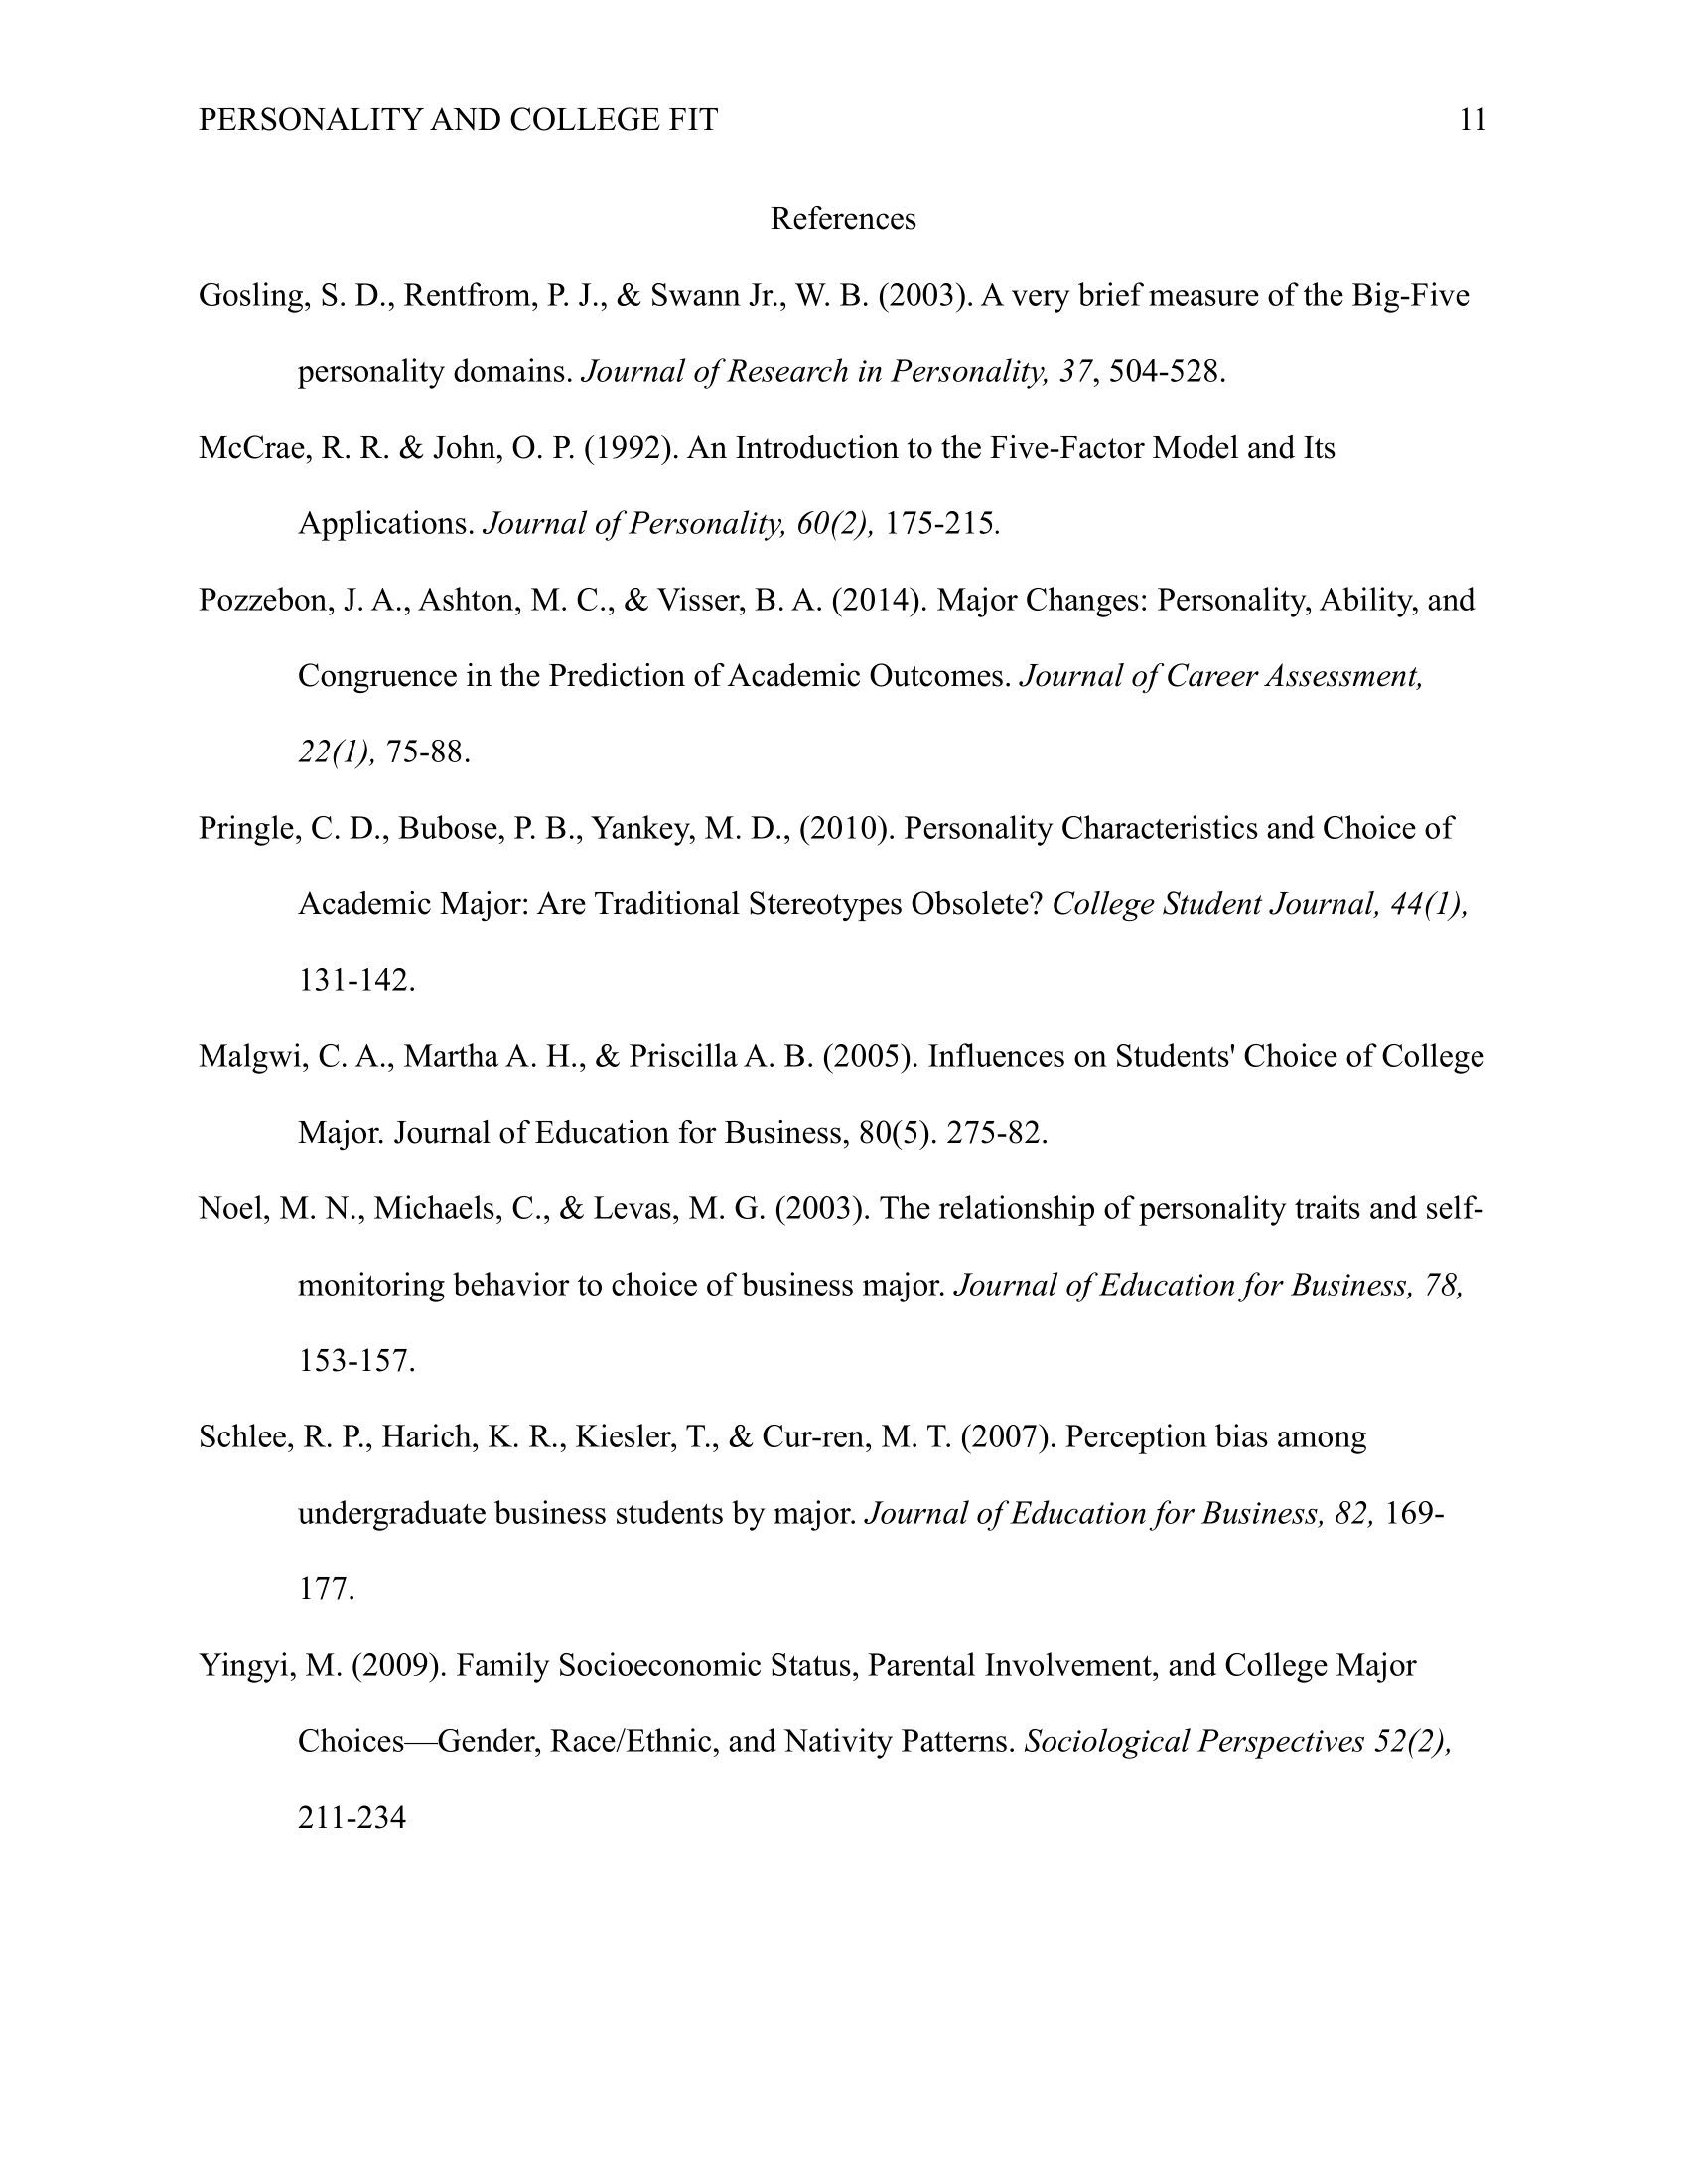 PERSONALITY AND COLLEGE FIT 11
References
Gosling, S. D., Rentfrom, P. J., & Swann Jr., W. B. (2003). A very brief measure of the Big-Five
personality domains. Journal of Research in Personality, 37, 504-528.
McCrae, R. R. & John, O. P. (1992). An Introduction to the Five-Factor Model and Its
Applications. Journal of Personality, 60(2), 175-215.
Pozzebon, J. A., Ashton, M. C., & Visser, B. A. (2014). Major Changes: Personality, Ability, and
Congruence in the Prediction of Academic Outcomes. Journal of Career Assessment,
22(1), 75-88.
Pringle, C. D., Bubose, P. B., Yankey, M. D., (2010). Personality Characteristics and Choice of
Academic Major: Are Traditional Stereotypes Obsolete? College Student Journal, 44(1),
131-142.
Malgwi, C. A., Martha A. H., & Priscilla A. B. (2005). Influences on Students' Choice of College
Major. Journal of Education for Business, 80(5). 275-82.
Noel, M. N., Michaels, C., & Levas, M. G. (2003). The relationship of personality traits and self-
monitoring behavior to choice of business major. Journal of Education for Business, 78,
153-157.
Schlee, R. P., Harich, K. R., Kiesler, T., & Cur-ren, M. T. (2007). Perception bias among
undergraduate business students by major. Journal of Education for Business, 82, 169-
177.
Yingyi, M. (2009). Family Socioeconomic Status, Parental Involvement, and College Major
Choices—Gender, Race/Ethnic, and Nativity Patterns. Sociological Perspectives 52(2),
211-234